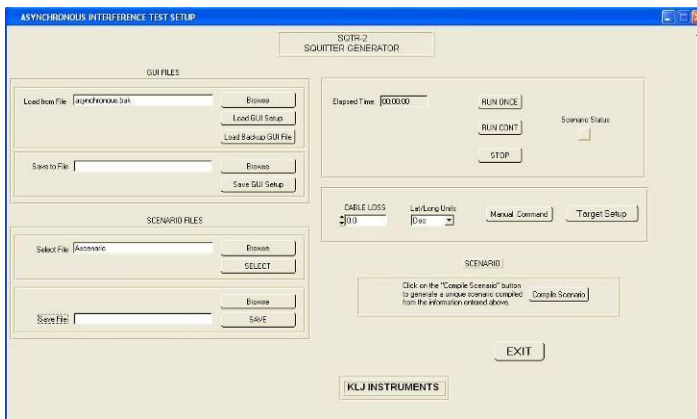 ASYNCHRONOUS INTERFERENCE TEST SETUP
SQTR-2
SQUITTER GENERATOR
GUI FILES
Load from File asynchronous.bak Browse
Load GUI Setup
Load Backup GUI File
Save to File Browse
Save GUI Setup
SCENARIO FILES
Select File Ascenario Browse
SELECT
Browse
Save File SAVE
Elapsed Time 00:00:00 RUN ONCE
RUN CONT
STOP
Scenario Status
CABLE LOSS
0.0
Lat/Long Units
Dec
Manual Command
Target Setup
SCENARIO
Click on the "Compile Scenario" button
to generate a unique scenario compiled
from the information entered above.
Compile Scenario
EXIT
KLJ INSTRUMENTS